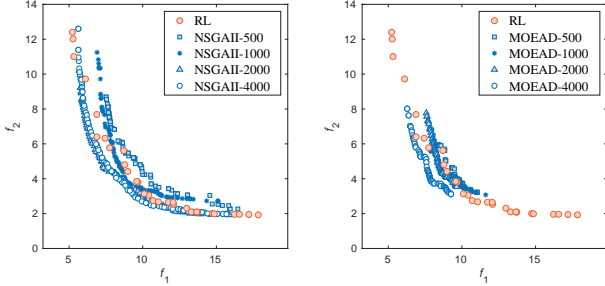 14
12
10
8
6
4
2
0
f2
5
10
15
f1
RL
NSGAII-500
NSGAII-1000
NSGAII-2000
NSGAII-4000
14
12
10
8
6
4
2
0
f2
5
10
15
f1
RL
MOEAD-500
MOEAD-1000
MOEAD-2000
MOEAD-4000